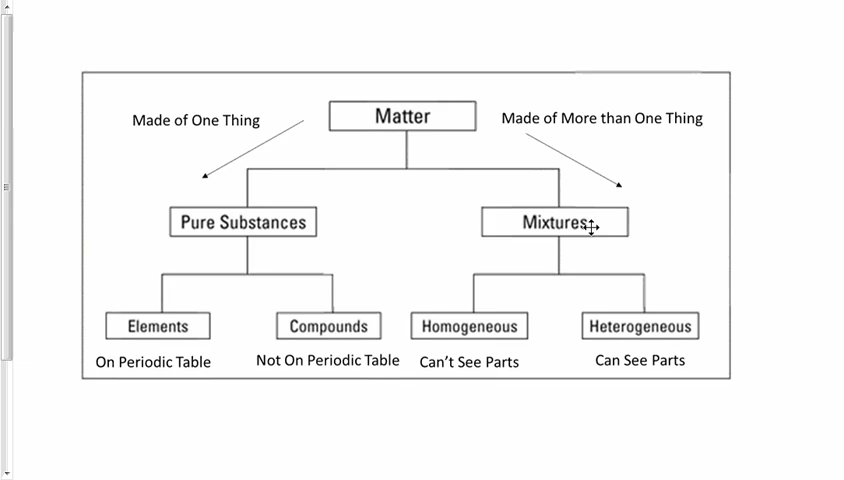 Matter
Made of One Thing
Made of More than One Thing
Pure Substances
Mixtures
Elements
Compounds
Homogeneous
Heterogeneous
On Periodic Table
Not On Periodic Table
Can't See Parts
Can See Parts